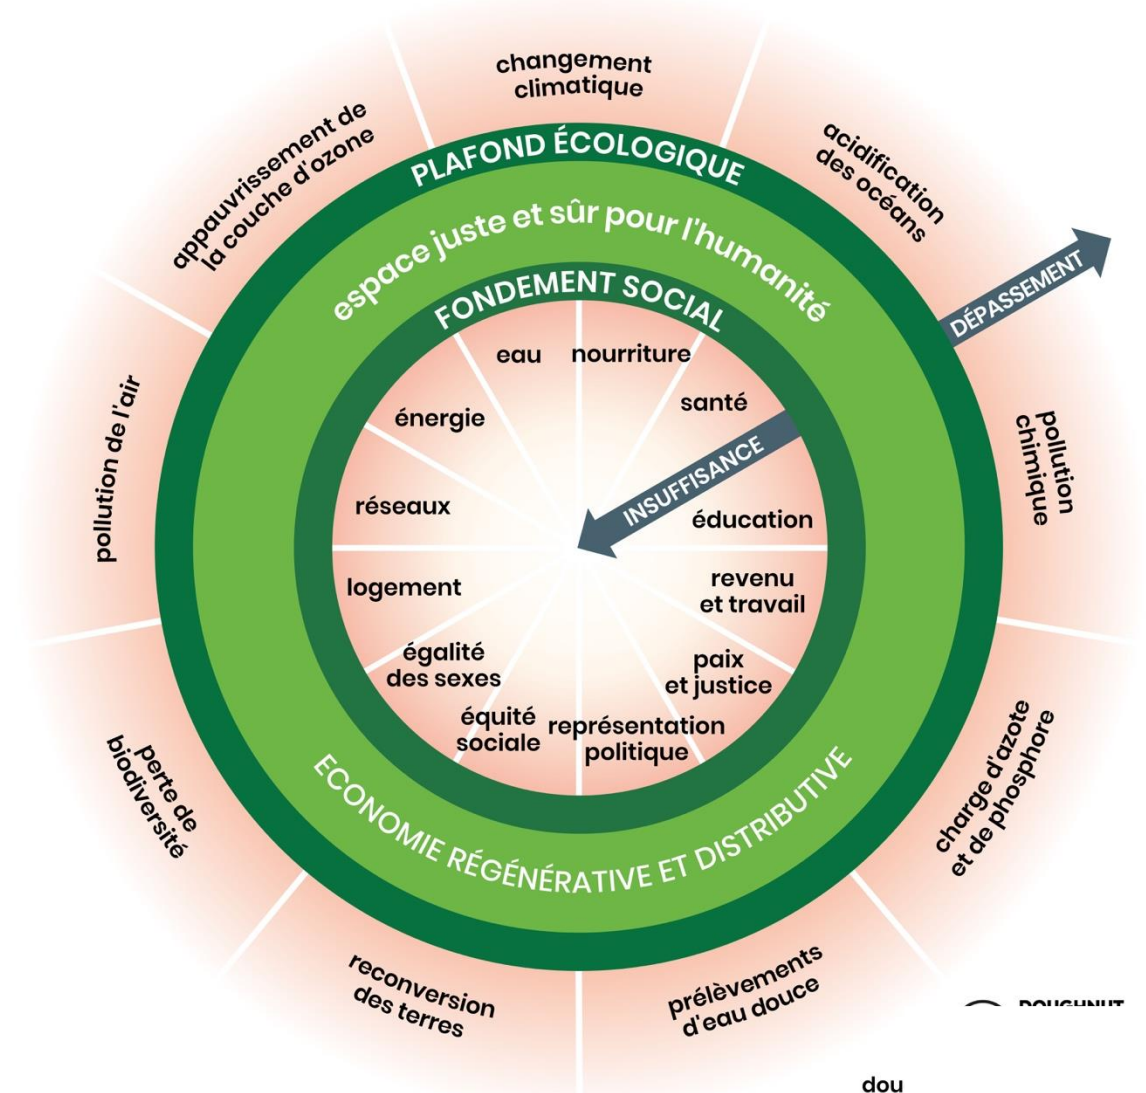 changement
climatique
acidification
des océans
DÉPASSEMENT
pollution
chimique
charge d'azote
et de phosphore
prélèvements
d'eau douce
reconversion
des terres
perte de
biodiversité
pollution de l'air
appauvrissement de
la couche d'ozone
PLAFOND ÉCOLOGIQUE
espace juste et sûr pour l'humanité
FONDEMENT SOCIAL
eau
nourriture
santé
INSUFFISANCE
éducation
revenu
et travail
paix
et justice
représentation
politique
équité
sociale
égalité
des sexes
logement
réseaux
énergie
ECONOMIE RÉGÉNÉRATIVE ET DISTRIBUTIVE
DOUGHNUT
dou